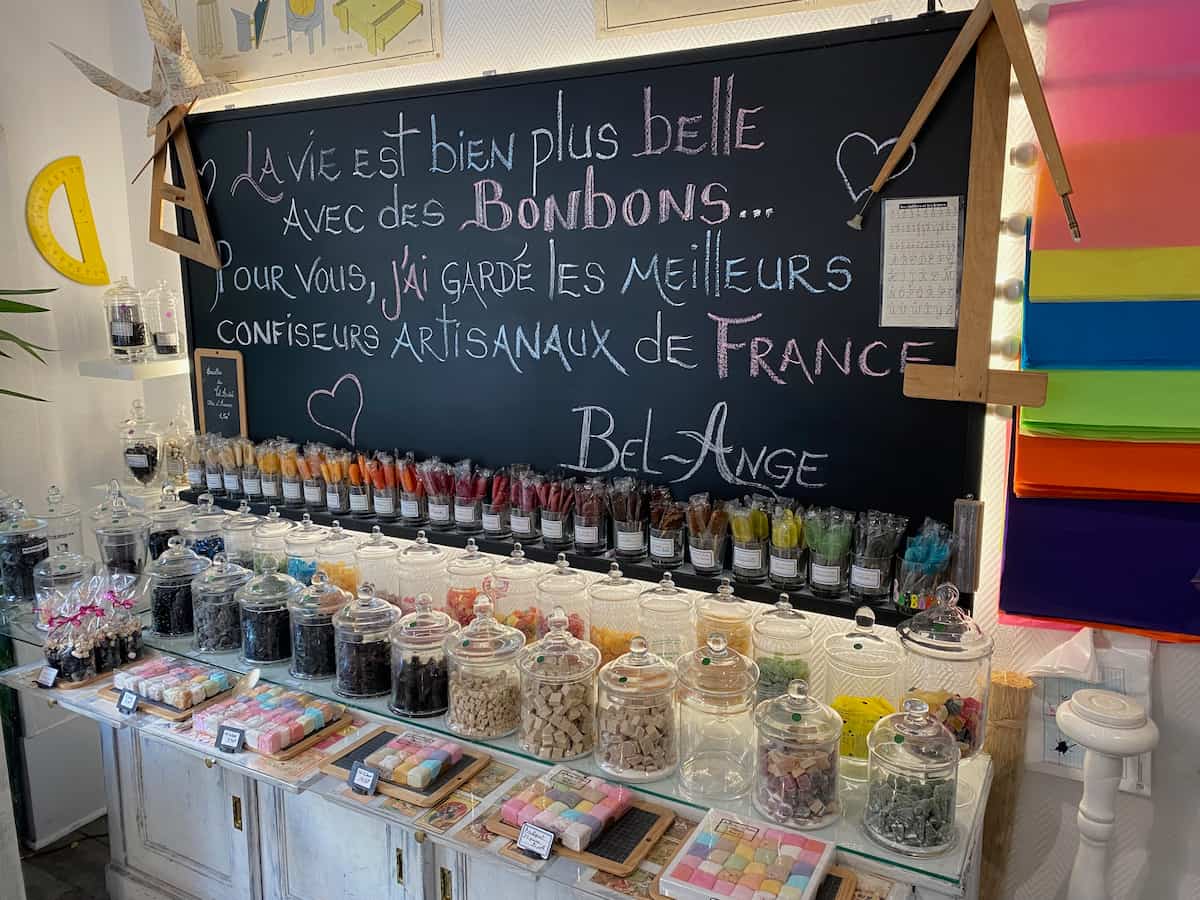 La vie est bien plus belle
avec des Bonbons...
Pour vous, j'ai gardé les meilleurs
confiseurs artisanaux de France
Bel-Ange